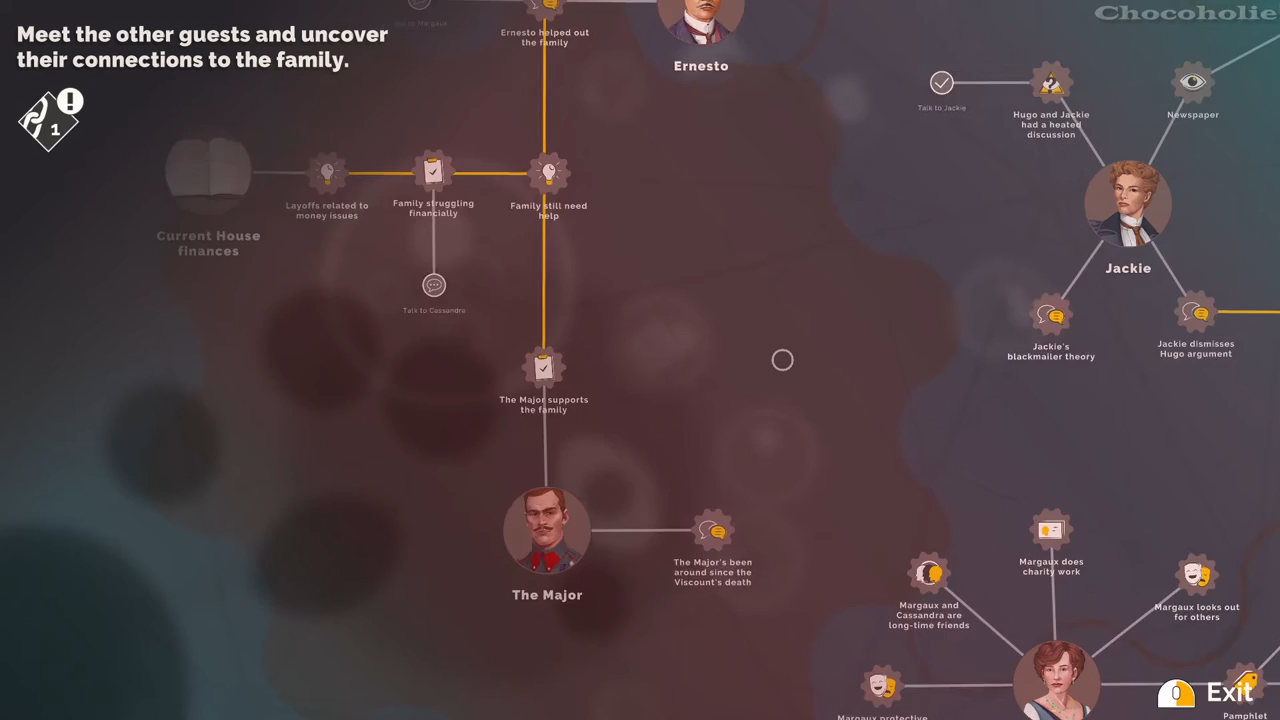 Chocoholie
Meet the other guests and uncover
their connections to the family.
1
Ernesto helped out
the family
Ernesto
Talk to Jackie
Hugo and Jackie
had a heated
discussion
Newspaper
Layoffs related to
money issues
Family struggling
financially
Family still need
help
Current House
finances
Jackie
Talk to Cassandra
Jackie's
blackmailer theory
Jackie dismisses
Hugo argument
The Major supports
the family
The Major
The Major's been
around since the
Viscount's death
Margaux does
charity work
Margaux and
Cassandra are
long-time friends
Margaux looks out
for others
Exit
Margaux protective
Pamphlet